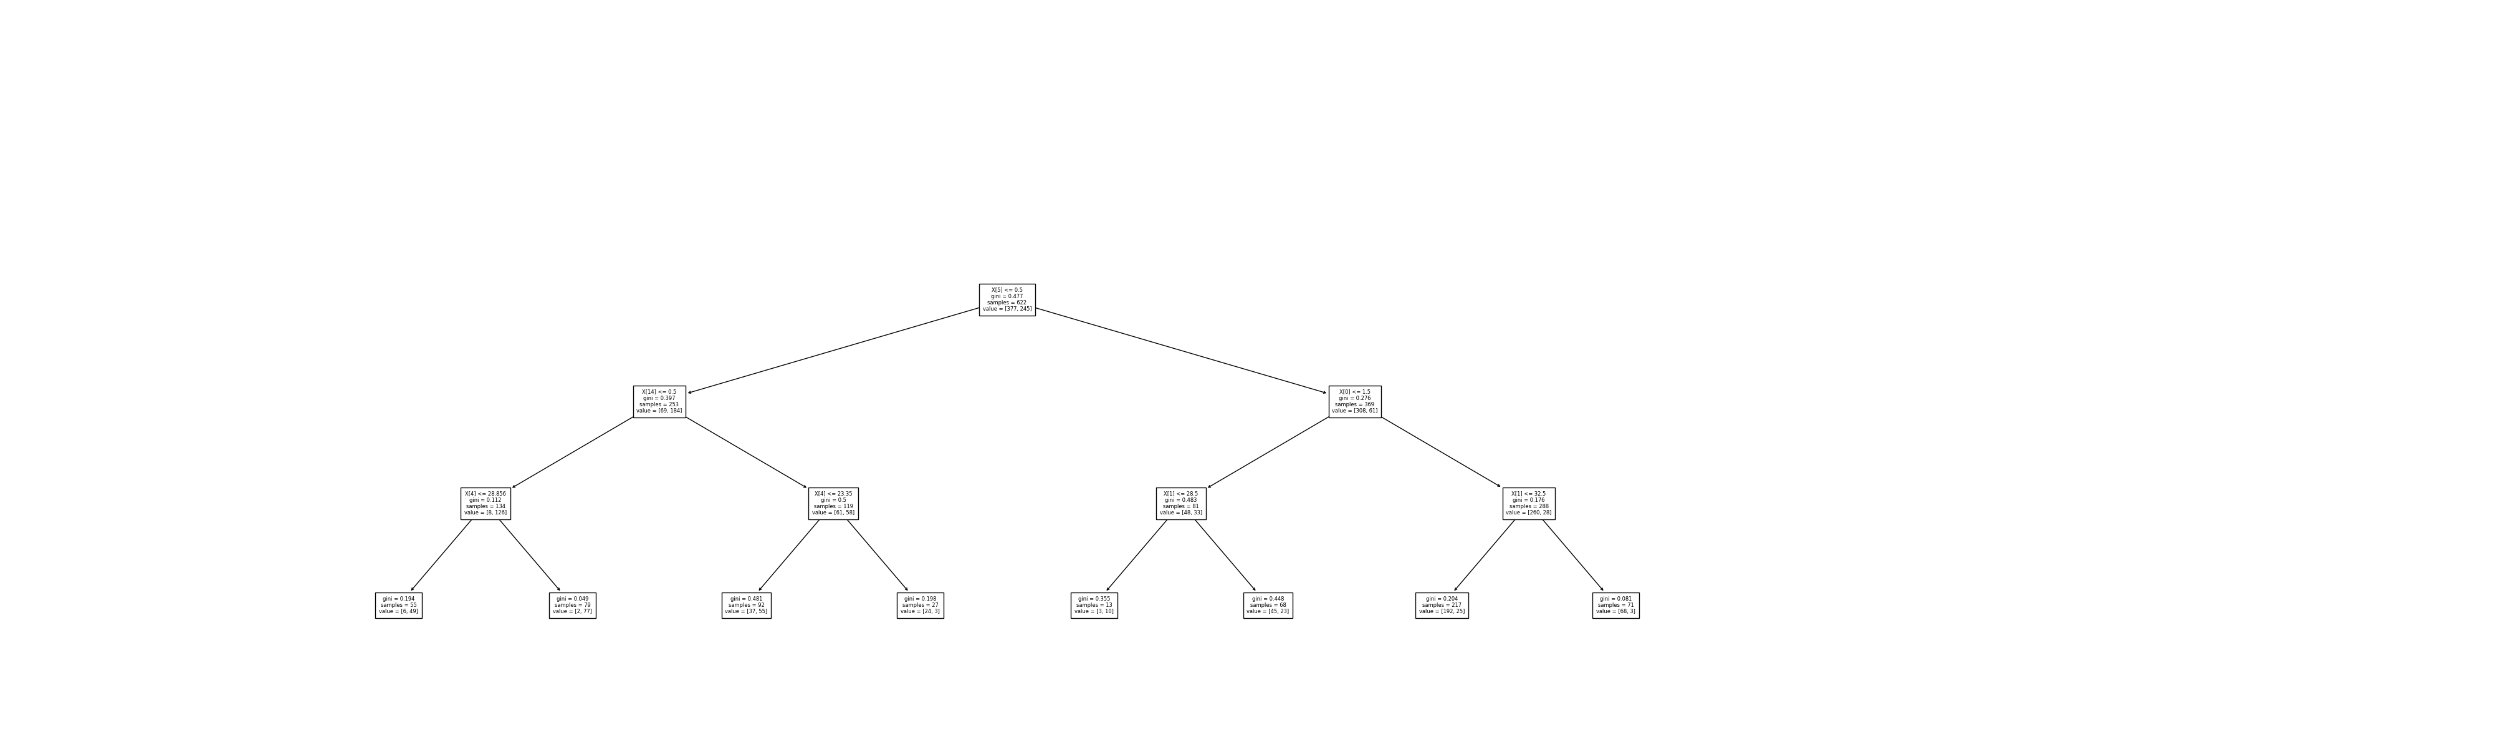 X[5] <= 0.5
gini = 0.477
samples = 622
value = [377, 245]
X[14] <= 0.5
gini = 0.397
samples = 253
value = [69, 184]
X[0] <= 1.5
gini = 0.276
samples = 369
value = [308, 61]
X[4] <= 28.856
gini = 0.112
samples = 134
value = [8, 126]
X[4] <= 23.35
gini = 0.5
samples = 119
value = [61, 58]
X[1] <= 28.5
gini = 0.483
samples = 81
value = [48, 33]
X[1] <= 32.5
gini = 0.176
samples = 288
value = [260, 28]
gini = 0.194
samples = 55
value = [6, 49]
gini = 0.049
samples = 79
value = [2, 77]
gini = 0.481
samples = 92
value = [37, 55]
gini = 0.198
samples = 27
value = [24, 3]
gini = 0.355
samples = 13
value = [3, 10]
gini = 0.448
samples = 68
value = [45, 23]
gini = 0.204
samples = 217
value = [192, 25]
gini = 0.081
samples = 71
value = [68, 3]